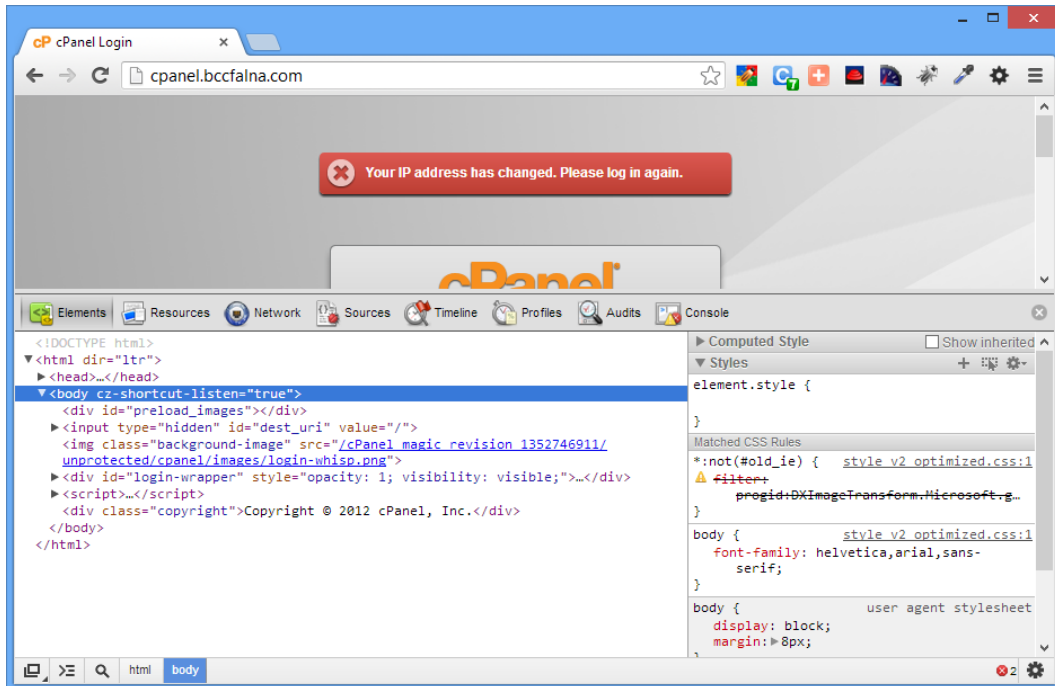 cP cPanel Login
cpanel.bccfalna.com
7
Your IP address has changed. Please log in again.
cPanel
Elements Resources Network Sources Timeline Profiles Audits Console
<!DOCTYPE html>
▼<html dir="ltr">
▶<head>…</head>
▼<body cz-shortcut-listen="true">
<div id="preload_images"></div>
▶<input type="hidden" id="dest_uri" value="/">
<img class="background-image" src="/cPanel_magic_revision_1352746911/
unprotected/cpanel/images/login-whisp.png">
▶<div id="login-wrapper" style="opacity: 1; visibility: visible;">…</div>
▶<script>…</script>
<div class="copyright">Copyright © 2012 cPanel, Inc.</div>
</body>
</html>
▶ Computed Style Show inherited
▼ Styles
element.style {
}
Matched CSS Rules
*:not(#old_ie) { style_v2_optimized.css:1
filter:
progid:DXImageTransform.Microsoft.g…
}
body { style_v2_optimized.css:1
font-family: helvetica,arial,sans-
serif;
}
body { user agent stylesheet
display: block;
margin:▶8px;
}
html body
2